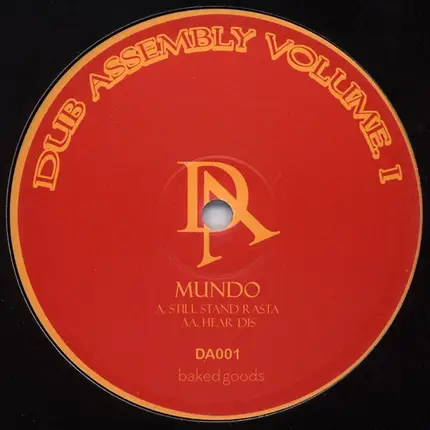 DUB ASSEMBLY VOLUME. I
DA
MUNDO
A. STILL STAND RASTA
AA. HEAR DIS
DA001
baked goods